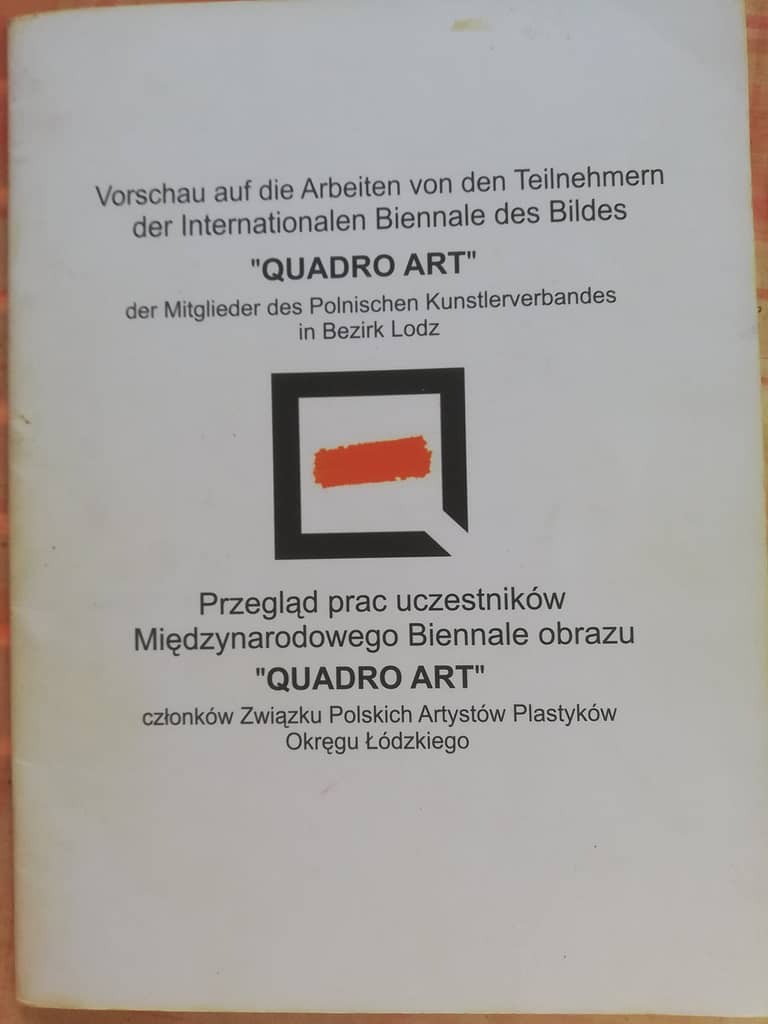 Vorschau auf die Arbeiten von den Teilnehmern
der Internationalen Biennale des Bildes
"QUADRO ART"
der Mitglieder des Polnischen Kunstlerverbandes
in Bezirk Lodz
Przegląd prac uczestników
Międzynarodowego Biennale obrazu
"QUADRO ART"
członków Związku Polskich Artystów Plastyków
Okręgu Łódzkiego